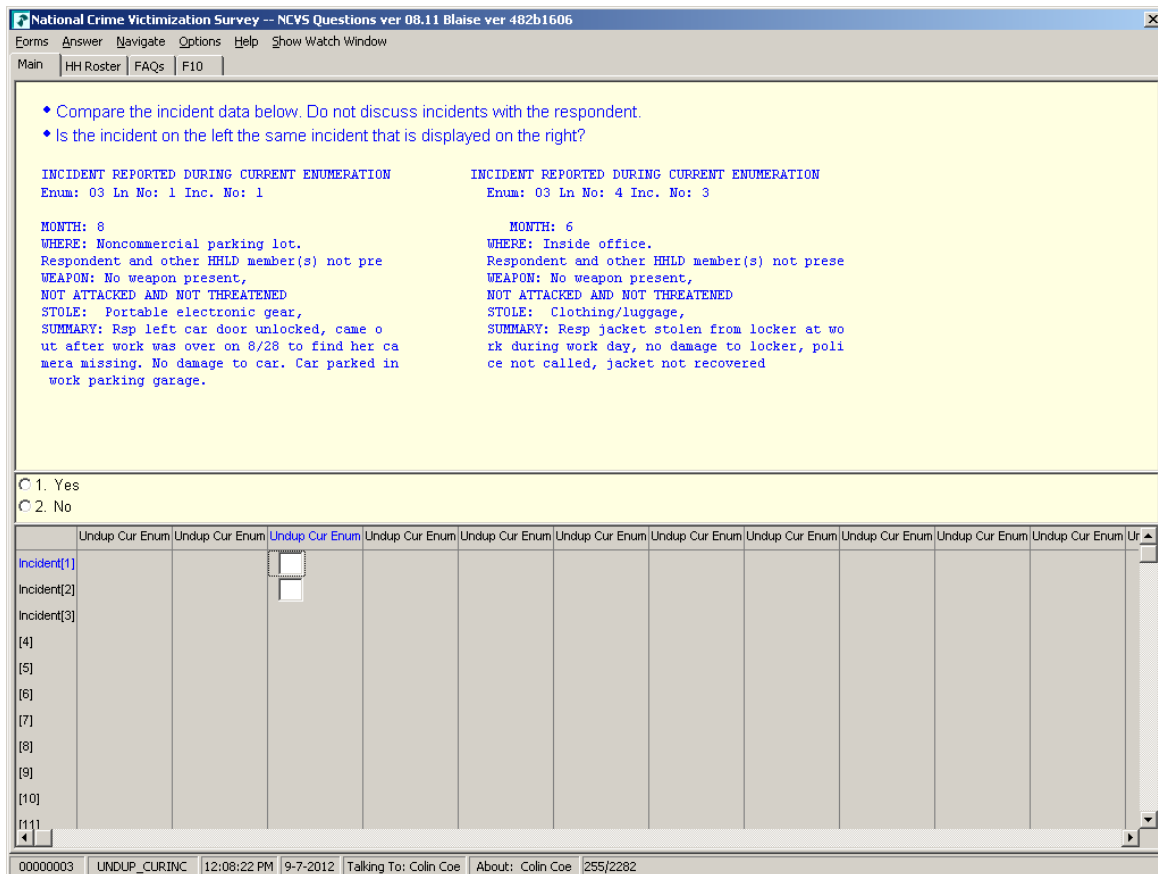 National Crime Victimization Survey -- NCVS Questions ver 08.11 Blaise ver 482b1606
Forms Answer Navigate Options Help Show Watch Window
Main HH Roster FAQs F10
• Compare the incident data below. Do not discuss incidents with the respondent.
• Is the incident on the left the same incident that is displayed on the right?
INCIDENT REPORTED DURING CURRENT ENUMERATION INCIDENT REPORTED DURING CURRENT ENUMERATION
Enum: 03 Ln No: 1 Inc. No: 1 Enum: 03 Ln No: 4 Inc. No: 3
MONTH: 8 MONTH: 6
WHERE: Noncommercial parking lot. WHERE: Inside office.
Respondent and other HHLD member(s) not pre Respondent and other HHLD member(s) not prese
WEAPON: No weapon present, WEAPON: No weapon present,
NOT ATTACKED AND NOT THREATENED NOT ATTACKED AND NOT THREATENED
STOLE: Portable electronic gear, STOLE: Clothing/luggage,
SUMMARY: Rsp left car door unlocked, came o SUMMARY: Resp jacket stolen from locker at wo
ut after work was over on 8/28 to find her ca rk during work day, no damage to locker, poli
mera missing. No damage to car. Car parked in ce not called, jacket not recovered
work parking garage.
1. Yes
2. No
Undup Cur Enum Undup Cur Enum Undup Cur Enum Undup Cur Enum Undup Cur Enum Undup Cur Enum Undup Cur Enum Undup Cur Enum Undup Cur Enum Undup Cur Enum Undup Cur Enum Ur
Incident[1]
Incident[2]
Incident[3]
[4]
[5]
[6]
[7]
[8]
[9]
[10]
[11]
00000003 UNDUP_CURINC 12:08:22 PM 9-7-2012 Talking To: Colin Coe About: Colin Coe 255/2282